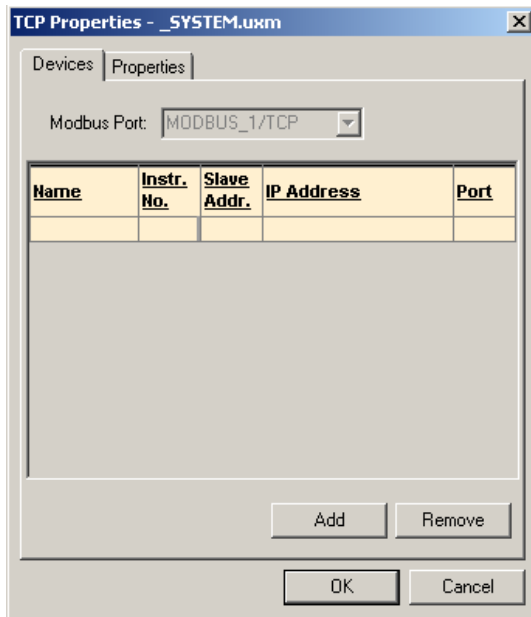 TCP Properties - _SYSTEM.uxm
Devices Properties
Modbus Port: MODBUS_1/TCP
Name Instr. No. Slave Addr. IP Address Port
Add Remove
OK Cancel